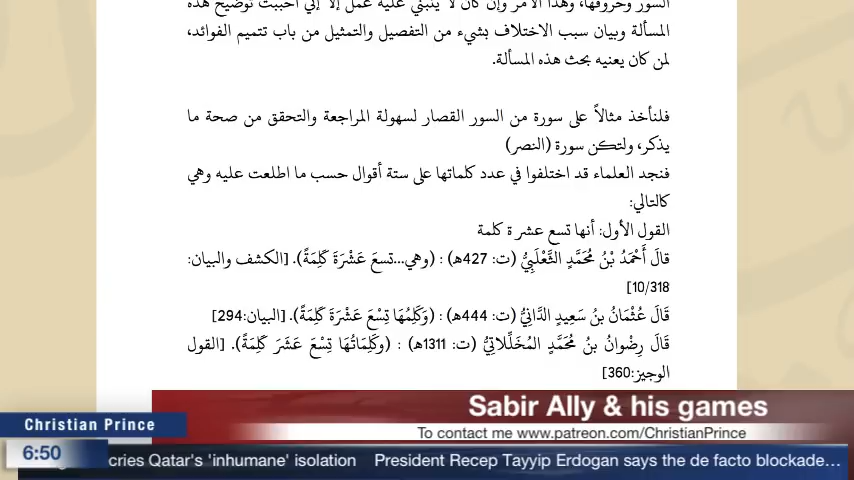 السور وحروفها، وهذا الأمر وإن كان لا ينبني عليه عمل إلا إني أحببت توضيح هذه
المسألة وبيان سبب الاختلاف بشيء من التفصيل والتمثيل من باب تتميم الفوائد،
لمن كان يعنيه بحث هذه المسألة.
فلنأخذ مثالاً على سورة من السور القصار لسهولة المراجعة والتحقق من صحة ما
يذكر، ولتكن سورة (النصر)
فنجد العلماء قد اختلفوا في عدد كلماتها على ستة أقوال حسب ما اطلعت عليه وهي
كالتالي:
القول الأول: أنها تسع عشرة كلمة
قَالَ أَحْمَدُ بْنُ مُحَمَّدٍ الثَّعْلَبِيُّ (ت: 427هـ) : (وهي...تسعَ عَشْرَةَ كَلِمَةً). [الكشف والبيان:
10/318]
قَالَ عُثْمَانُ بنُ سَعِيدٍ الدَّانِيُّ (ت: 444هـ) : (وَكَلِمُهَا تِسْعَ عَشْرَةَ كَلِمَةً). [البيان:294]
قَالَ رِضْوانُ بنُ مُحَمَّدٍ المُخَلِّلاتِيُّ (ت: 1311هـ) : (وكَلِمَاتُهَا تِسْعَ عَشَرَ كَلِمَةً). [القول
الوجيز:360]
Sabir Ally & his games
Christian Prince
To contact me www.patreon.com/ChristianPrince
6:50
cries Qatar's 'inhumane' isolation President Recep Tayyip Erdogan says the de facto blockade...